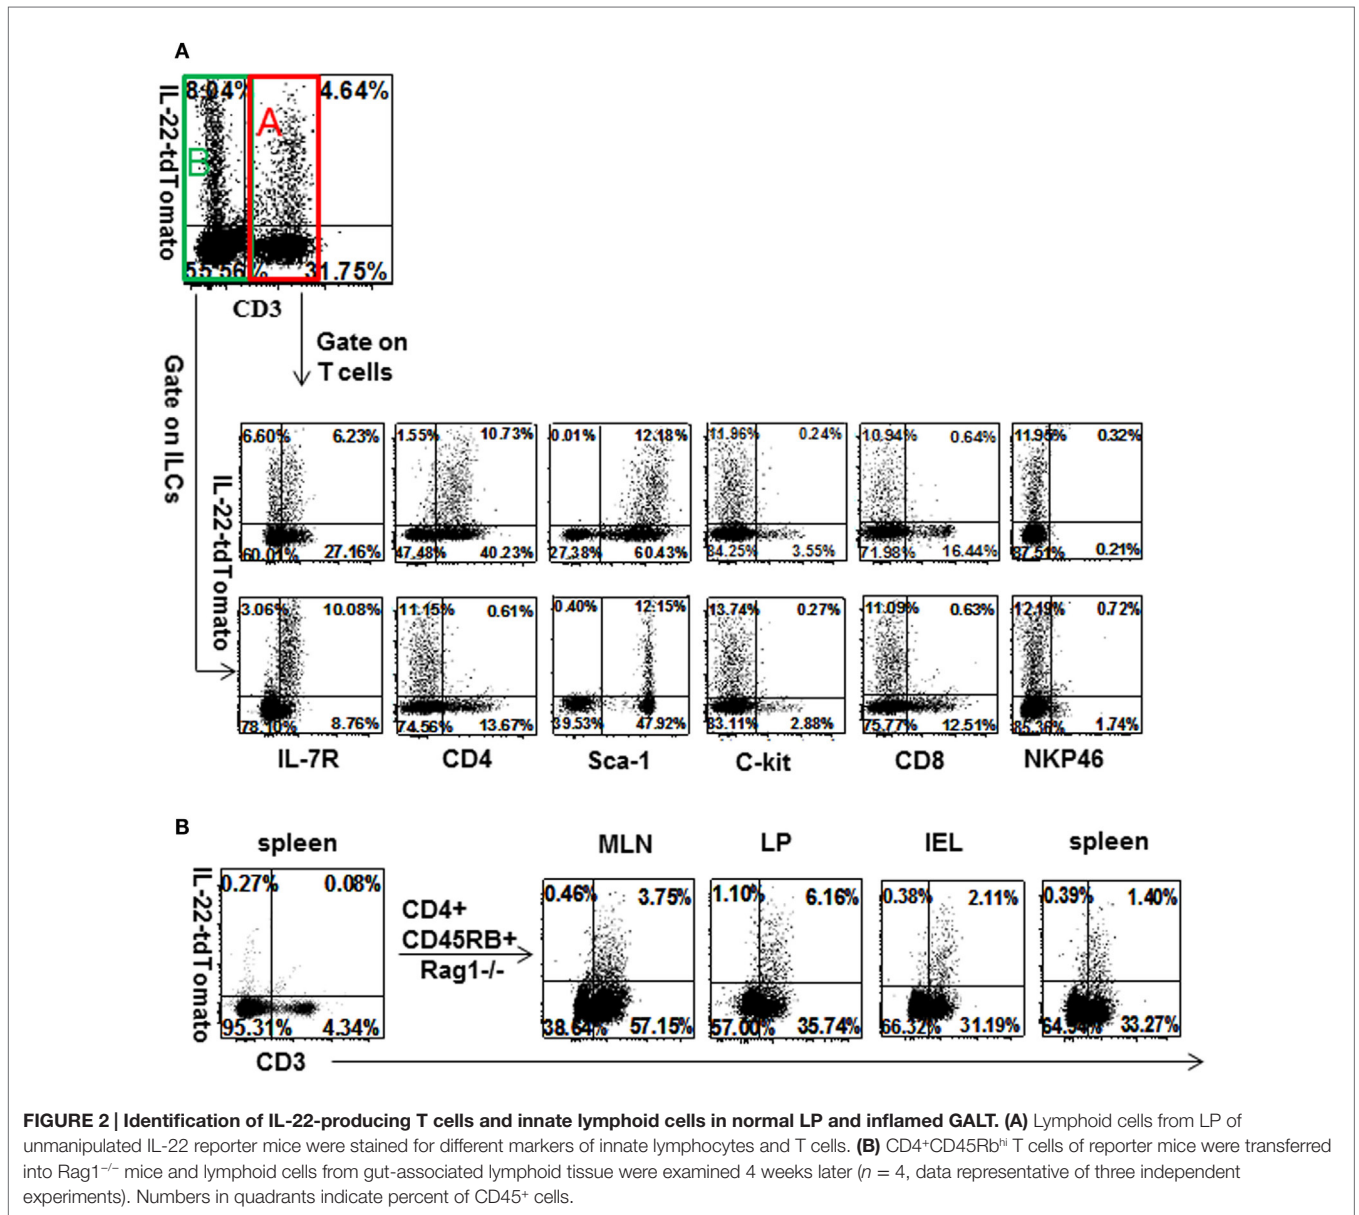 A
8.04%
4.64%
A
B
IL-22-tdTomato
55.56%
31.75%
CD3
Gate on
T cells
Gate on ILCs
IL-22-tdTomato
6.60% 6.23% 1.55% 10.73% 0.01% 12.18% 11.96% 0.24% 10.94% 0.64% 11.95% 0.32%
60.01% 27.16% 47.48% 40.23% 27.38% 60.43% 84.25% 3.55% 71.98% 16.44% 87.51% 0.21%
3.06% 10.08% 11.15% 0.61% 0.40% 12.15% 13.74% 0.27% 11.09% 0.63% 12.19% 0.72%
78.10% 8.76% 74.56% 13.67% 39.53% 47.92% 83.11% 2.88% 75.77% 12.51% 85.36% 1.74%
IL-7R CD4 Sca-1 C-kit CD8 NKP46
B
spleen MLN LP IEL spleen
IL-22-tdTomato
0.27% 0.08% 0.46% 3.75% 1.10% 6.16% 0.38% 2.11% 0.39% 1.40%
CD4+
CD45RB+
Rag1-/-
95.31% 4.34% 38.64% 57.15% 57.00% 35.74% 66.32% 31.19% 64.94% 33.27%
CD3
FIGURE 2 | Identification of IL-22-producing T cells and innate lymphoid cells in normal LP and inflamed GALT. (A) Lymphoid cells from LP of
unmanipulated IL-22 reporter mice were stained for different markers of innate lymphocytes and T cells. (B) CD4⁺CD45Rbʰⁱ T cells of reporter mice were transferred
into Rag1⁻/⁻ mice and lymphoid cells from gut-associated lymphoid tissue were examined 4 weeks later (n = 4, data representative of three independent
experiments). Numbers in quadrants indicate percent of CD45⁺ cells.